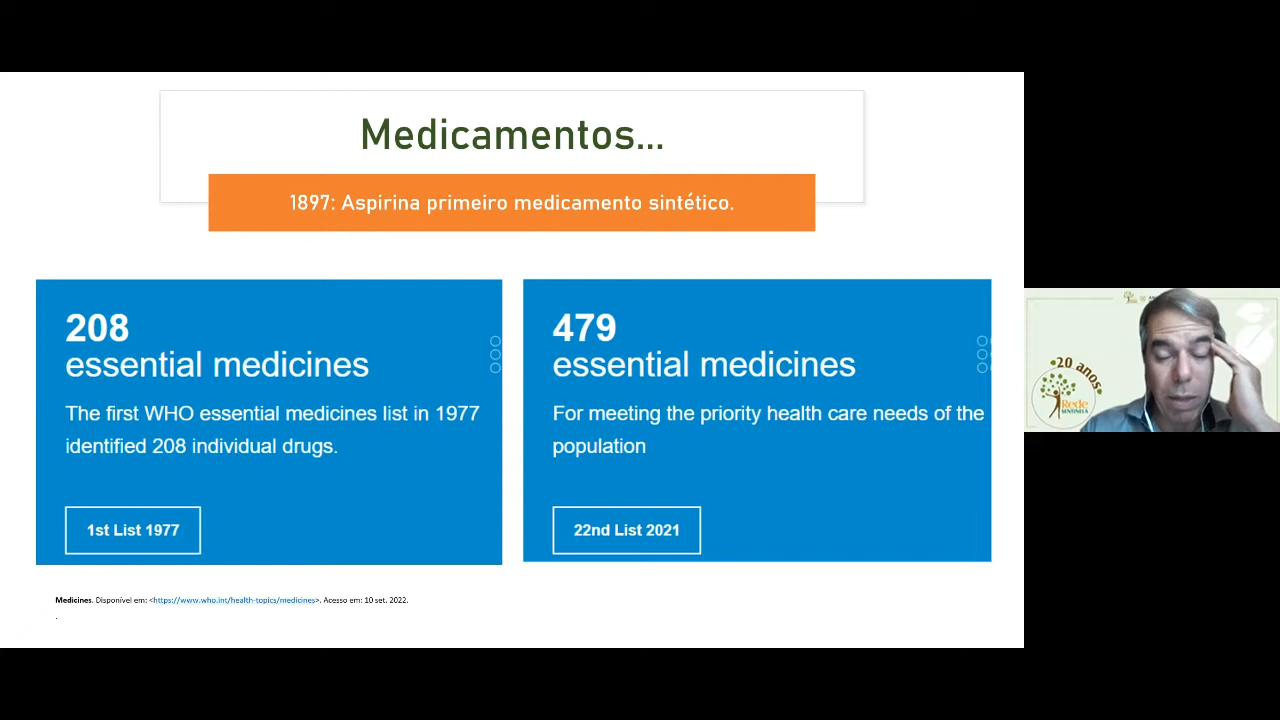 Medicamentos...
1897: Aspirina primeiro medicamento sintético.
208
essential medicines
The first WHO essential medicines list in 1977
identified 208 individual drugs.
1st List 1977
479
essential medicines
For meeting the priority health care needs of the
population
22nd List 2021
Medicines. Disponível em: <https://www.who.int/health-topics/medicines>. Acesso em: 10 set. 2022.
.
20 anos
Rede
SENTINELA